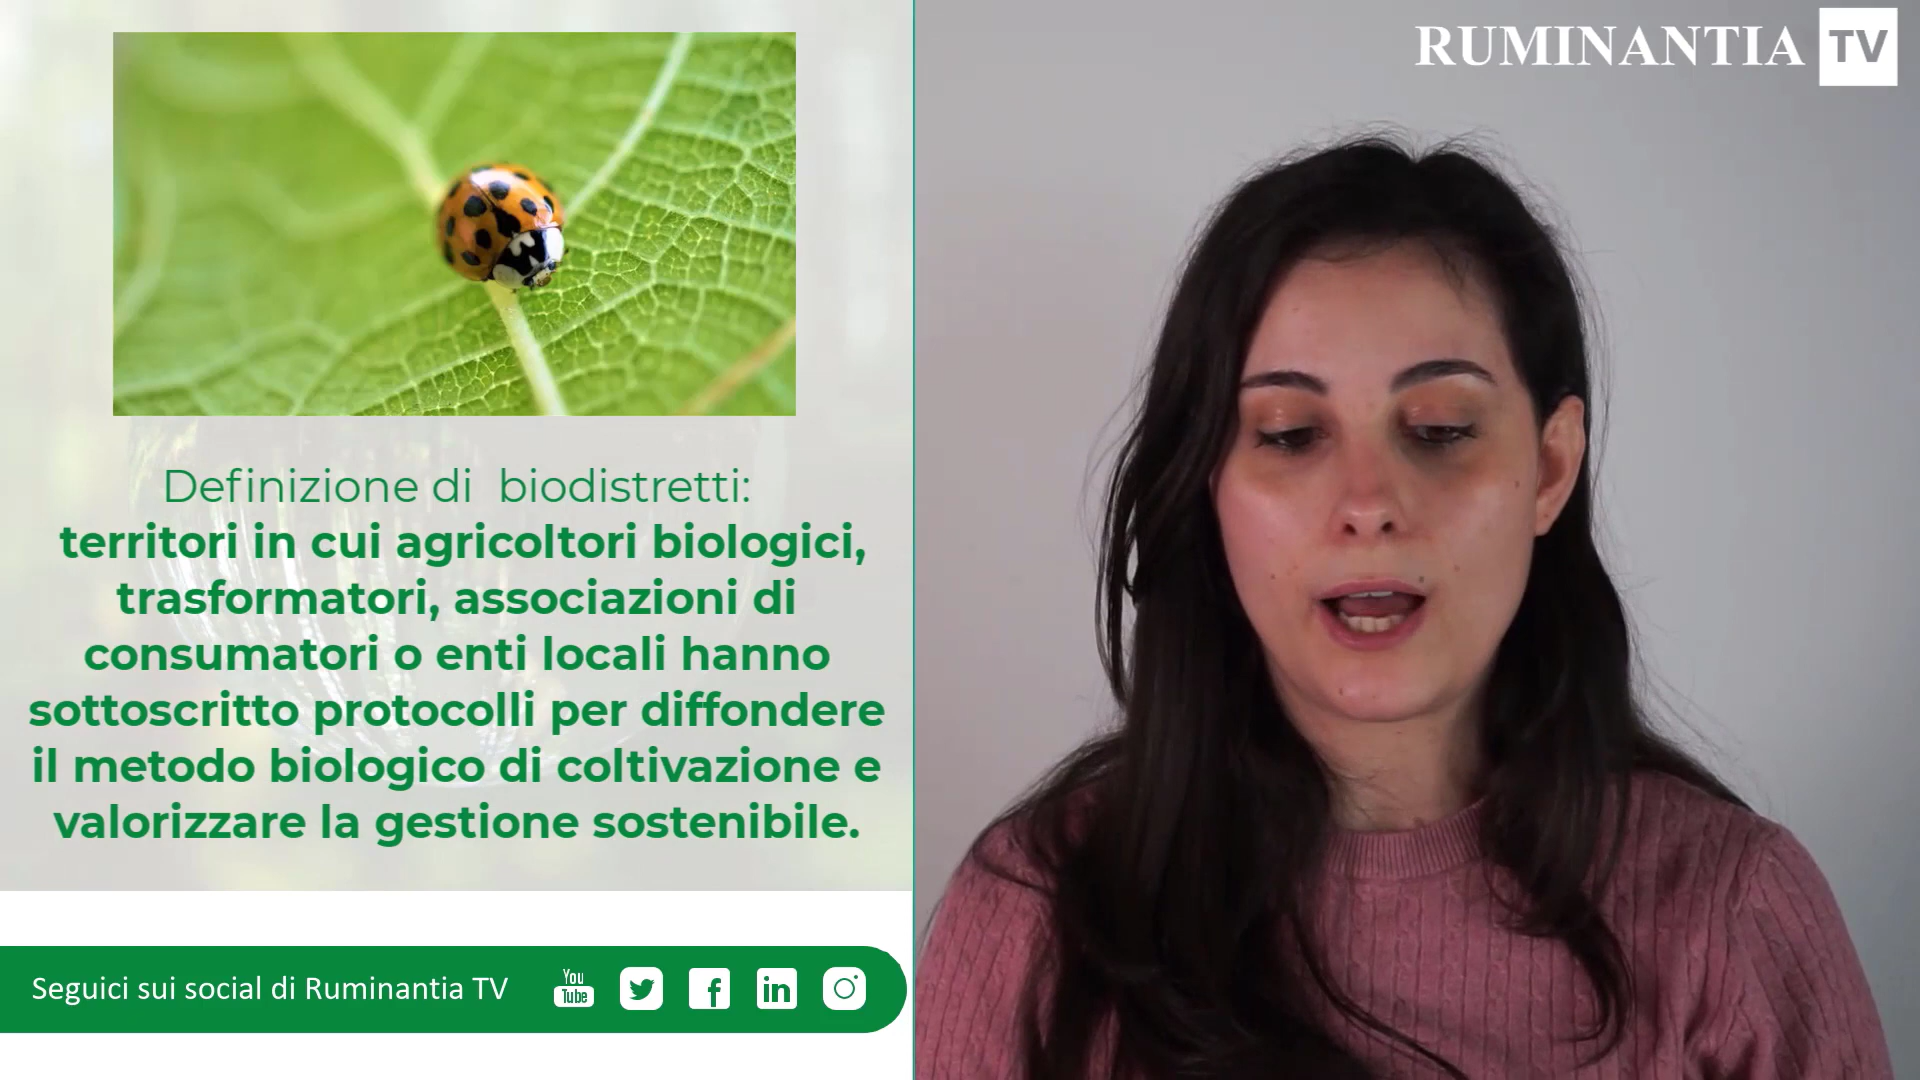 RUMINANTIA TV
Definizione di biodistretti:
territori in cui agricoltori biologici,
trasformatori, associazioni di
consumatori o enti locali hanno
sottoscritto protocolli per diffondere
il metodo biologico di coltivazione e
valorizzare la gestione sostenibile.
Seguici sui social di Ruminantia TV
You
Tube
in